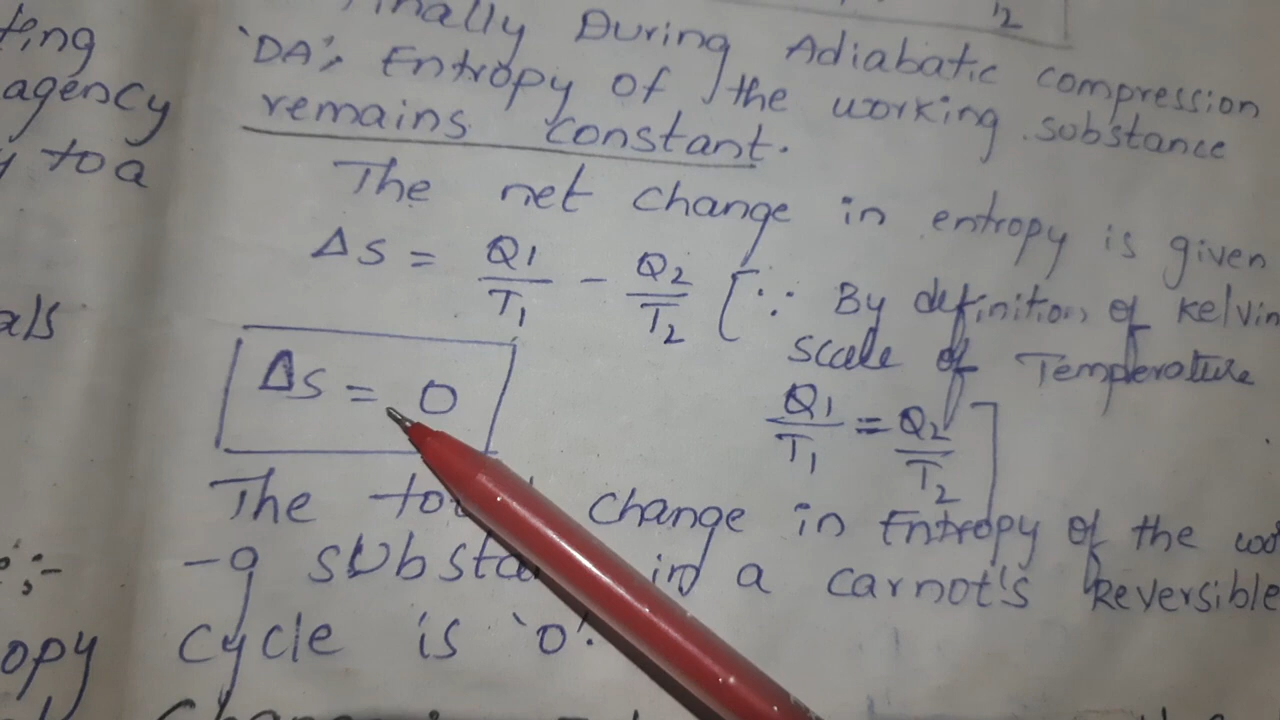 ting
agency
to a
als
opy
12
Finally During Adiabatic compression
'DA', Entropy of the working substance
remains constant.
The net change in entropy is given
ΔS = Q1/T1 - Q2/T2 [∵ By definition of Kelvin
scale of Temperature
Q1/T1 = Q2/T2]
ΔS = 0
The change in Entropy of the
-g in a carnot's Reversible
cycle is '0'.